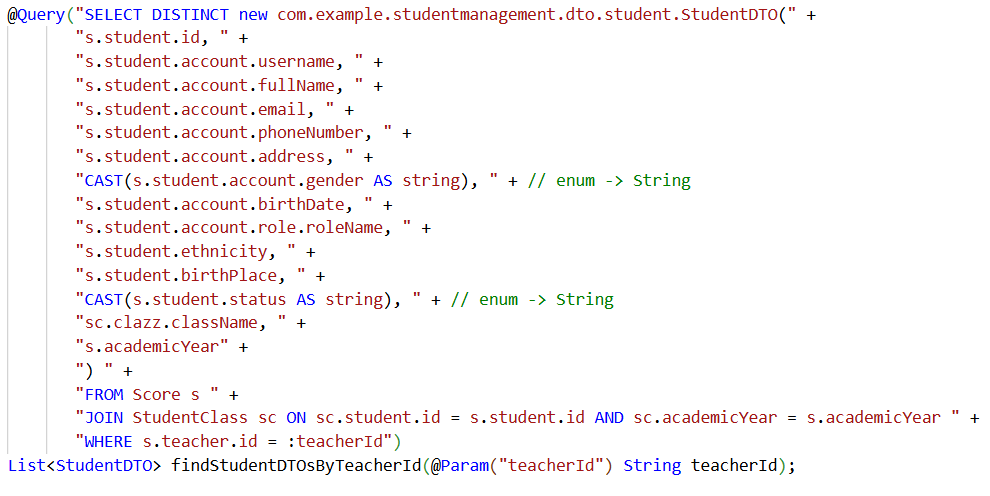 @Query("SELECT DISTINCT new com.example.studentmanagement.dto.student.StudentDTO(" +
"s.student.id, " +
"s.student.account.username, " +
"s.student.account.fullName, " +
"s.student.account.email, " +
"s.student.account.phoneNumber, " +
"s.student.account.address, " +
"CAST(s.student.account.gender AS string), " + // enum -> String
"s.student.account.birthDate, " +
"s.student.account.role.roleName, " +
"s.student.ethnicity, " +
"s.student.birthPlace, " +
"CAST(s.student.status AS string), " + // enum -> String
"sc.clazz.className, " +
"s.academicYear" +
") " +
"FROM Score s " +
"JOIN StudentClass sc ON sc.student.id = s.student.id AND sc.academicYear = s.academicYear " +
"WHERE s.teacher.id = :teacherId")
List<StudentDTO> findStudentDTOsByTeacherId(@Param("teacherId") String teacherId);